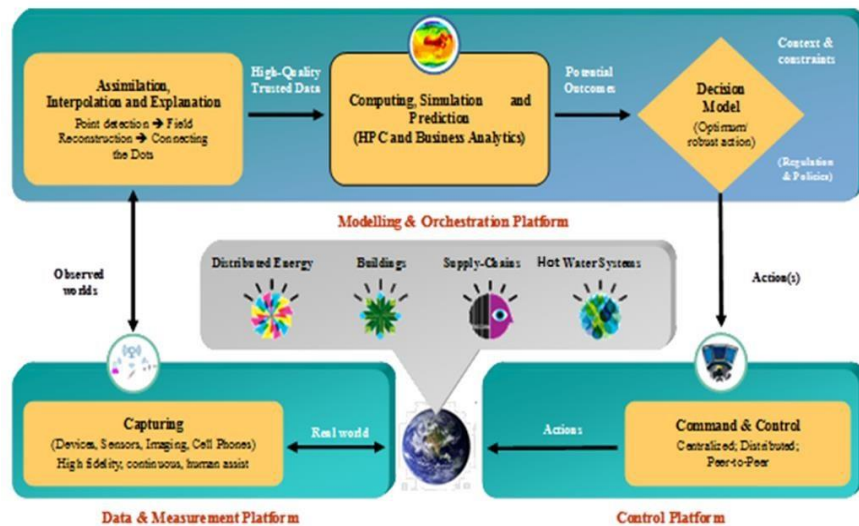 Assimilation,
Interpolation and Explanation
Point detection ➔ Field
Reconstruction ➔ Connecting
the Dots
High-Quality
Trusted Data
Computing, Simulation and
Prediction
(HPC and Business Analytics)
Potential
Outcomes
Decision
Model
(Optimum/
robust action)
Context &
constraints
(Regulation
& Policies)
Modelling & Orchestration Platform
Observed
worlds
Distributed Energy
Buildings
Supply-Chains
Hot Water Systems
Action(s)
Capturing
(Devices, Sensors, Imaging, Cell Phones)
High fidelity, continuous, human assist
Real world
Actions
Command & Control
Centralized; Distributed;
Peer-to-Peer
Data & Measurement Platform
Control Platform